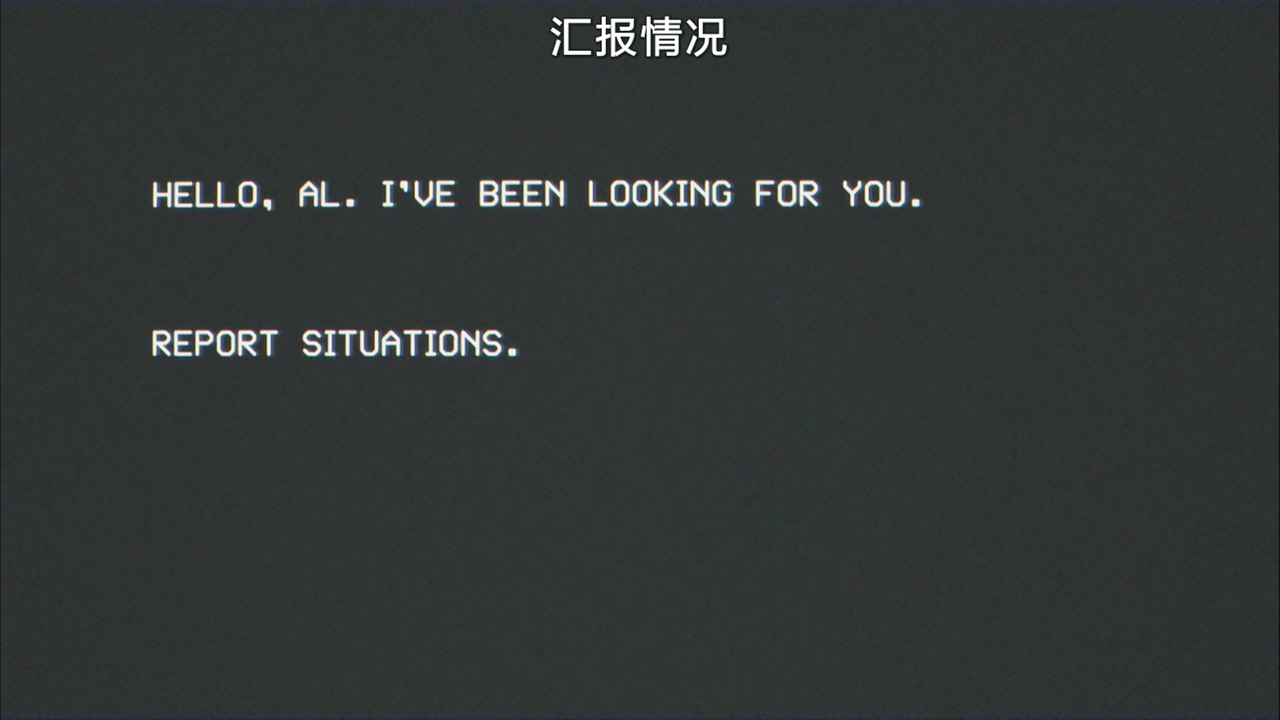 汇报情况
HELLO, AL. I'VE BEEN LOOKING FOR YOU.
REPORT SITUATIONS.